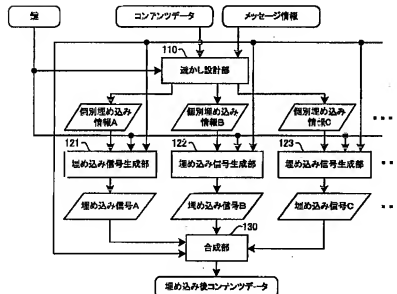 鍵
コンテンツデータ
メッセージ情報
110
透かし設計部
個別埋め込み
情報A
個別埋め込み
情報B
個別埋め込み
情報C
121
122
123
埋め込み信号生成部
埋め込み信号生成部
埋め込み信号生成部
埋め込み信号A
埋め込み信号B
埋め込み信号C
130
合成部
埋め込み後コンテンツデータ